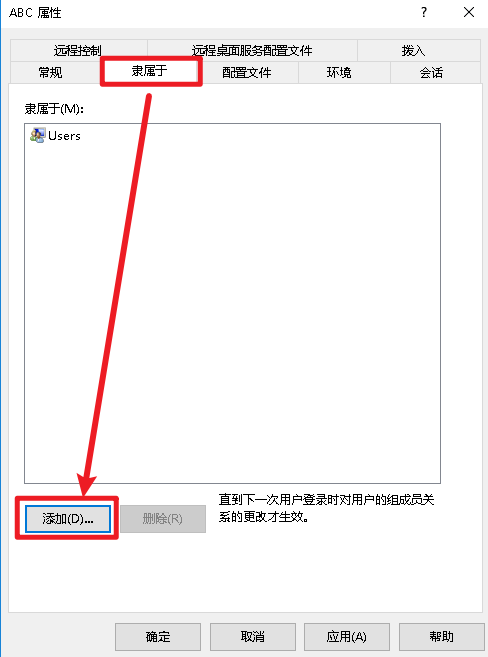 ABC 属性
?
远程控制 远程桌面服务配置文件 拨入
常规 隶属于 配置文件 环境 会话
隶属于(M):
Users
添加(D)... 删除(R)
直到下一次用户登录时对用户的组成员关
系的更改才生效。
确定 取消 应用(A) 帮助